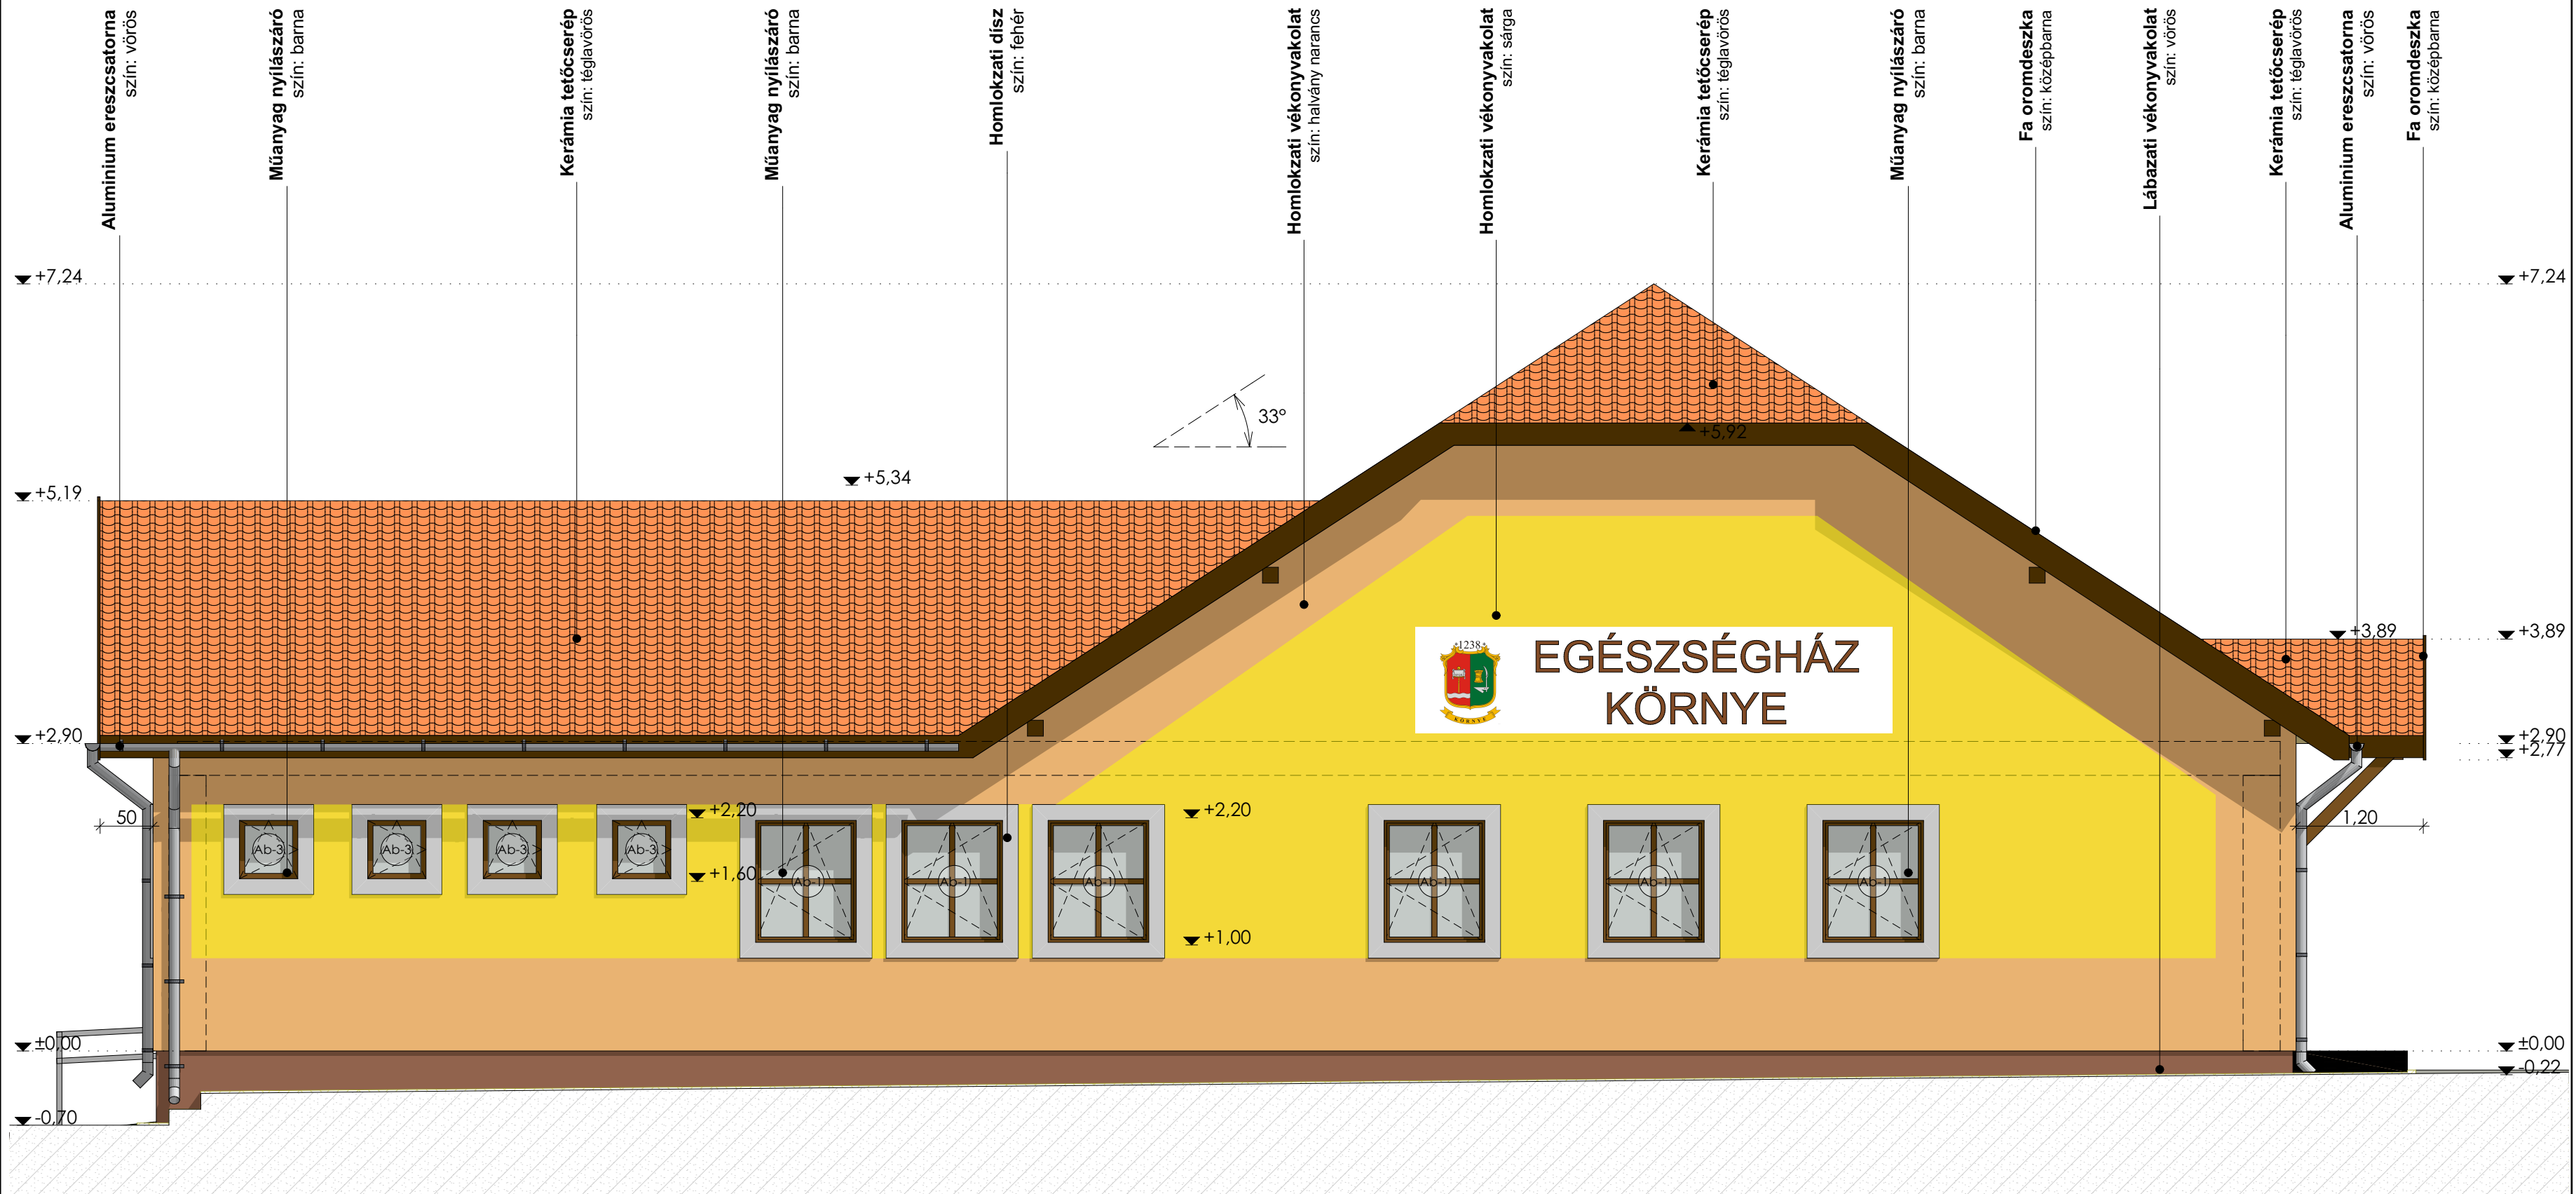 Aluminium ereszcsatorna
szín: vörös
Műanyag nyílászáró
szín: barna
Kerámia tetőcserép
szín: téglavörös
Műanyag nyílászáró
szín: barna
Homlokzati dísz
szín: fehér
Homlokzati vékonyvakolat
szín: halvány narancs
Homlokzati vékonyvakolat
szín: sárga
Kerámia tetőcserép
szín: téglavörös
Műanyag nyílászáró
szín: barna
Fa oromdeszka
szín: középbarna
Lábazati vékonyvakolat
szín: vörös
Kerámia tetőcserép
szín: téglavörös
Aluminium ereszcsatorna
szín: vörös
Fa oromdeszka
szín: középbarna
+7,24
+7,24
33°
+5,92
+5,34
+5,19
+3,89
+3,89
*1238*
KÖRNYE
EGÉSZSÉGHÁZ
KÖRNYE
+2,90
+2,90
+2,77
50
+2,20
+2,20
1,20
Ab-3
Ab-3
Ab-3
Ab-3
+1,60
Ab-1
Ab-1
Ab-1
Ab-1
Ab-1
Ab-1
+1,00
±0,00
±0,00
-0,22
-0,70